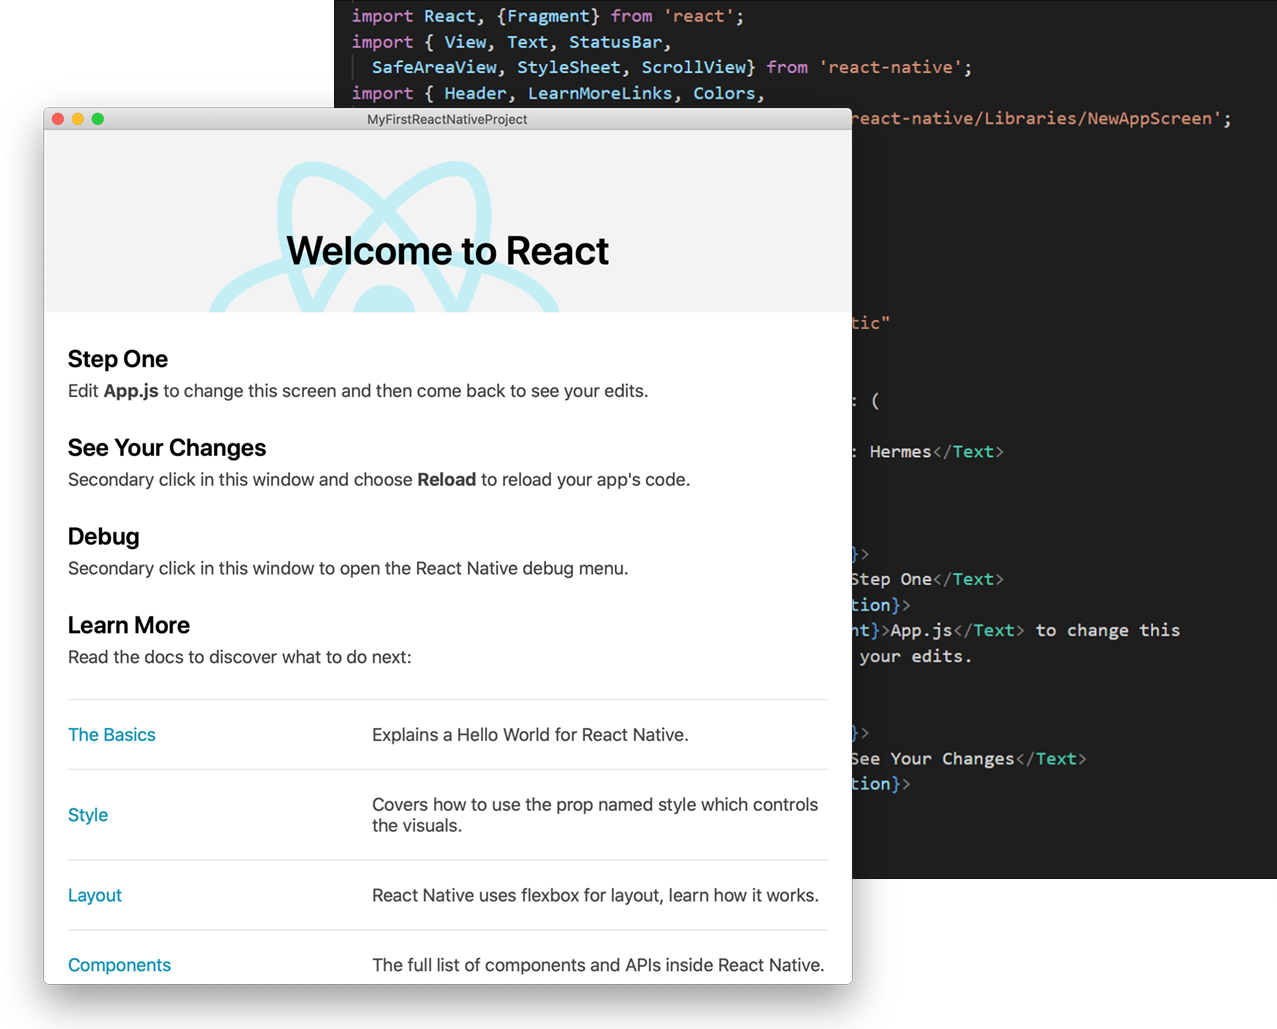 import React, {Fragment} from 'react';
import { View, Text, StatusBar,
SafeAreaView, StyleSheet, ScrollView} from 'react-native';
import { Header, LearnMoreLinks, Colors,
react-native/Libraries/NewAppScreen';
tic"
: (
: Hermes</Text>
}>
Step One</Text>
tion}>
nt}>App.js</Text> to change this
your edits.
}>
See Your Changes</Text>
tion}>
MyFirstReactNativeProject
Welcome to React
Step One
Edit App.js to change this screen and then come back to see your edits.
See Your Changes
Secondary click in this window and choose Reload to reload your app's code.
Debug
Secondary click in this window to open the React Native debug menu.
Learn More
Read the docs to discover what to do next:
The Basics
Explains a Hello World for React Native.
Style
Covers how to use the prop named style which controls
the visuals.
Layout
React Native uses flexbox for layout, learn how it works.
Components
The full list of components and APIs inside React Native.